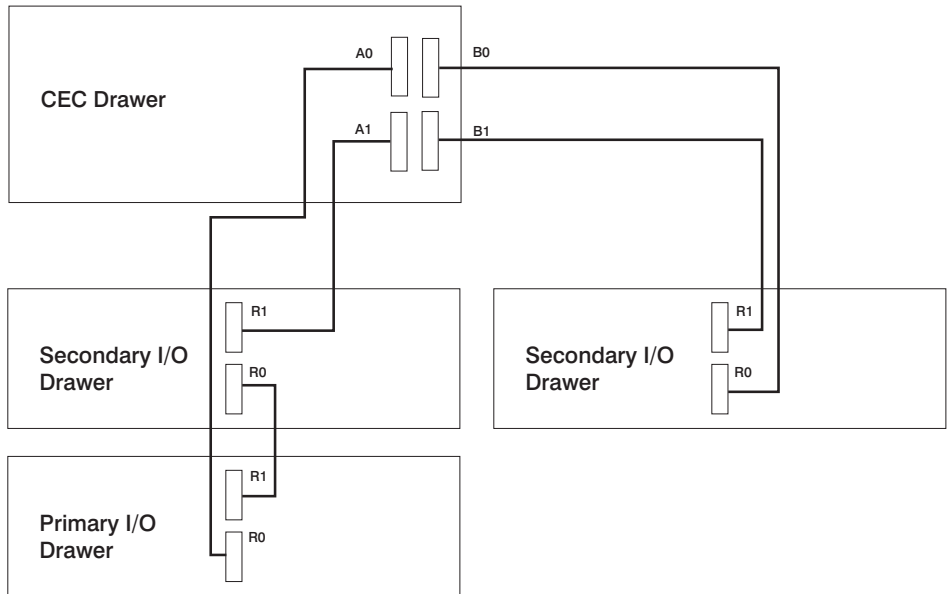 A0
B0
CEC Drawer
A1
B1
R1
Secondary I/O
Drawer
R0
R1
Secondary I/O
Drawer
R0
R1
Primary I/O
Drawer
R0